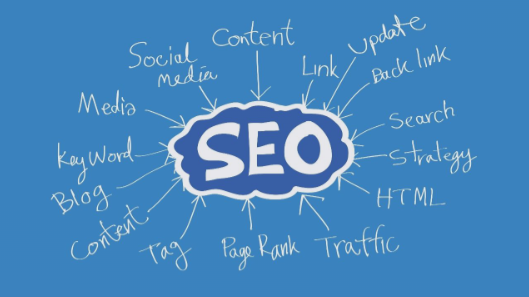 Content
Update
Social
media
Link
Back link
Media
Search
SEO
Key Word
Strategy
Blog
HTML
Content
Tag
Page Rank
Traffic